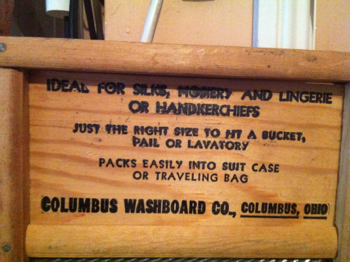 IDEAL FOR SILKS, HOSIERY AND LINGERIE
OR HANDKERCHIEFS
JUST THE RIGHT SIZE TO FIT A BUCKET,
PAIL OR LAVATORY
PACKS EASILY INTO SUIT CASE
OR TRAVELING BAG
COLUMBUS WASHBOARD CO., COLUMBUS, OHIO